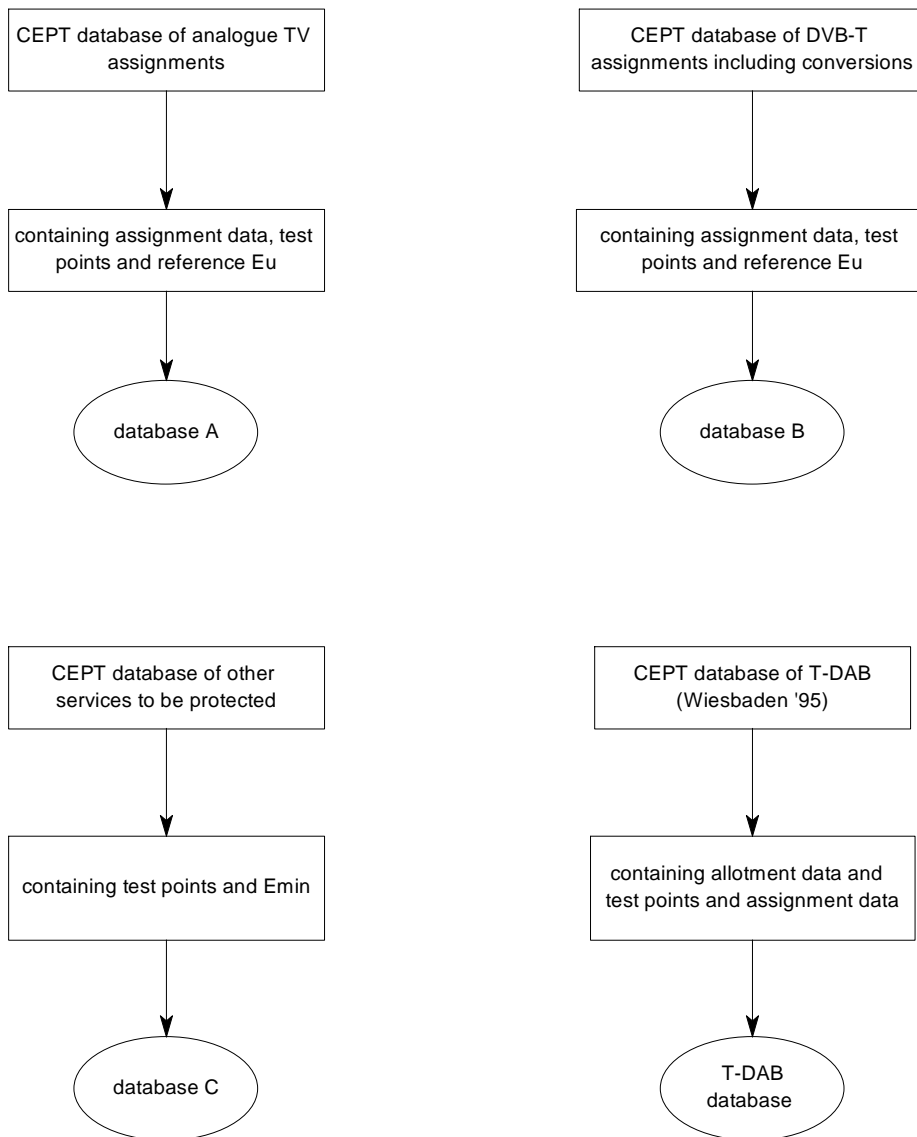 CEPT database of analogue TV
assignments
CEPT database of DVB-T
assignments including conversions
containing assignment data, test
points and reference Eu
containing assignment data, test
points and reference Eu
database A
database B
CEPT database of other
services to be protected
CEPT database of T-DAB
(Wiesbaden '95)
containing test points and Emin
containing allotment data and
test points and assignment data
database C
T-DAB
database